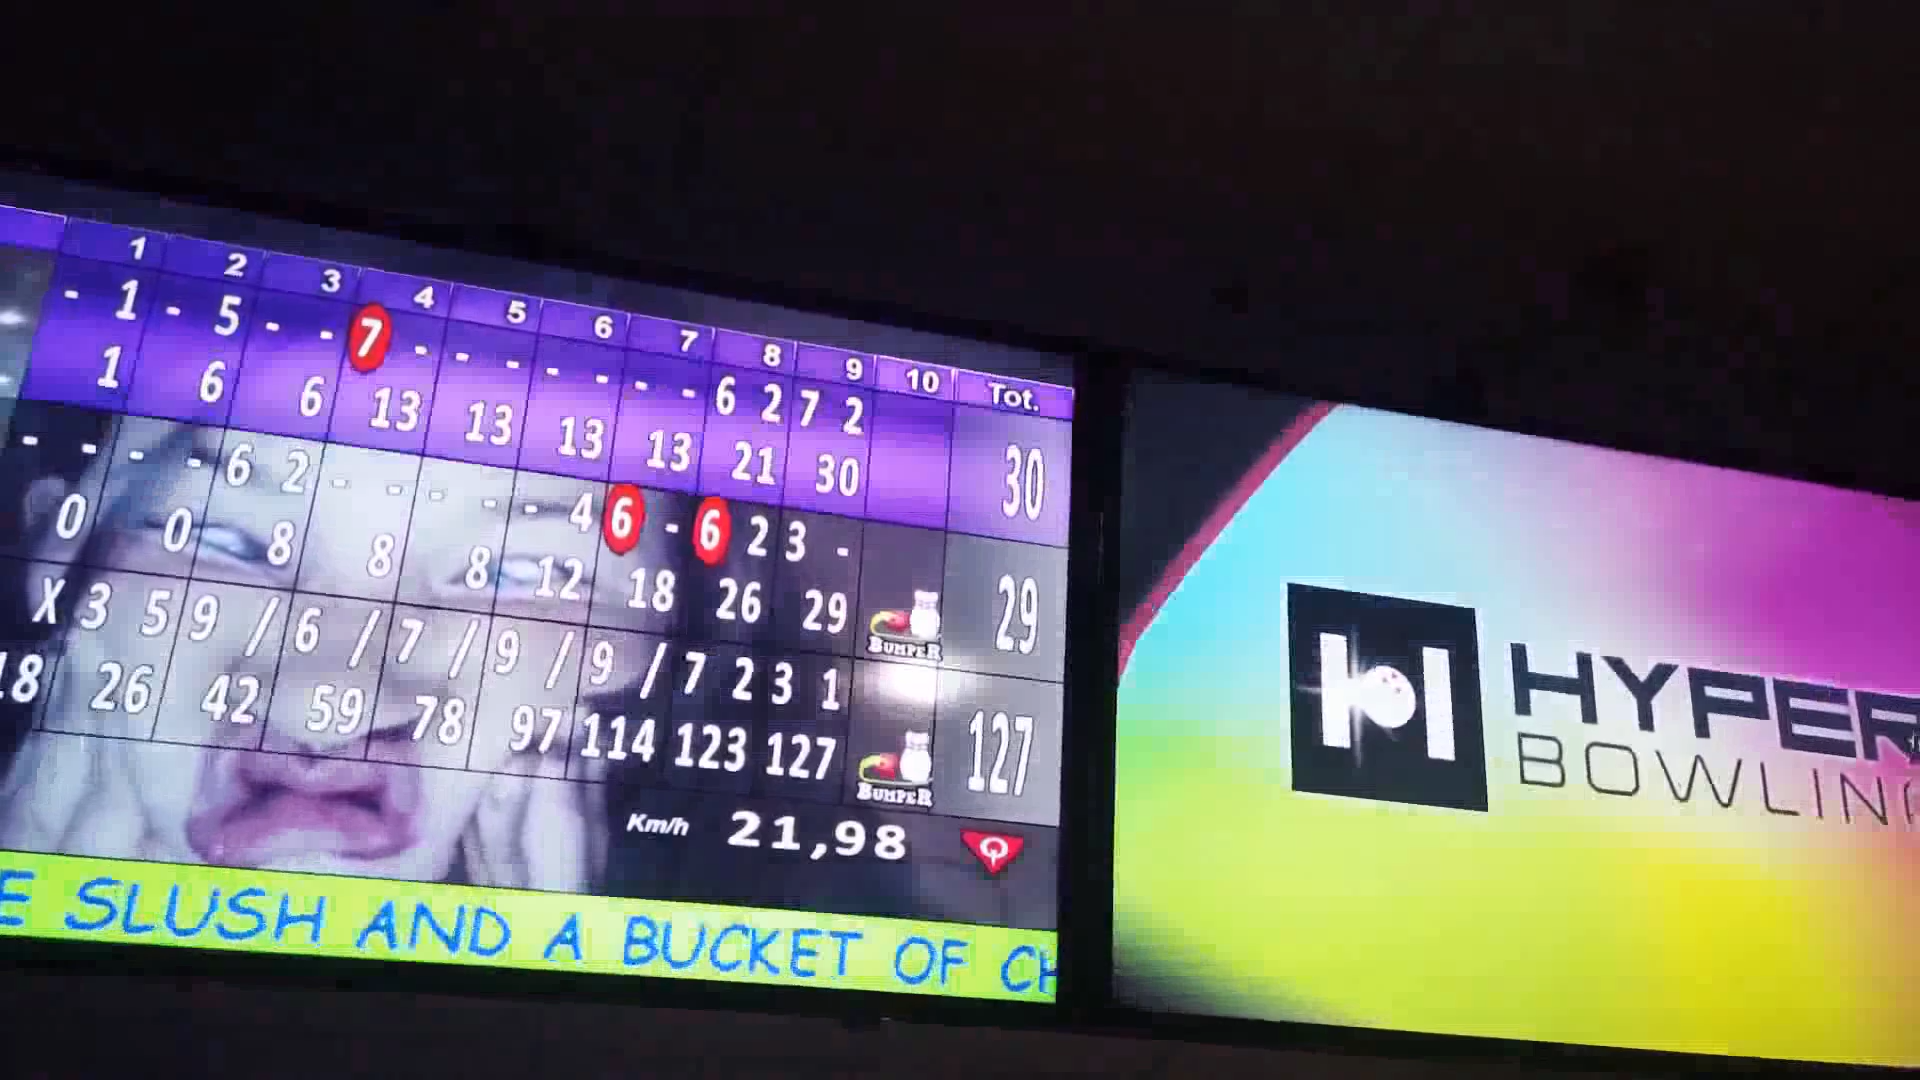 1 2 3 4 5 6 7 8 9 10 Tot.
- 1 - 5 - - 7 - - - - - - - 6 2 7 2
1 6 6 13 13 13 13 21 30 30
- - - - 6 2 - - - - - 4 6 - 6 2 3 -
0 0 8 8 8 12 18 26 29 29
BUMPER
X 3 5 9 / 6 / 7 / 9 / 9 / 7 2 3 1
18 26 42 59 78 97 114 123 127 127
BUMPER
Km/h 21,98
E SLUSH AND A BUCKET OF CH
HYPER
BOWLING